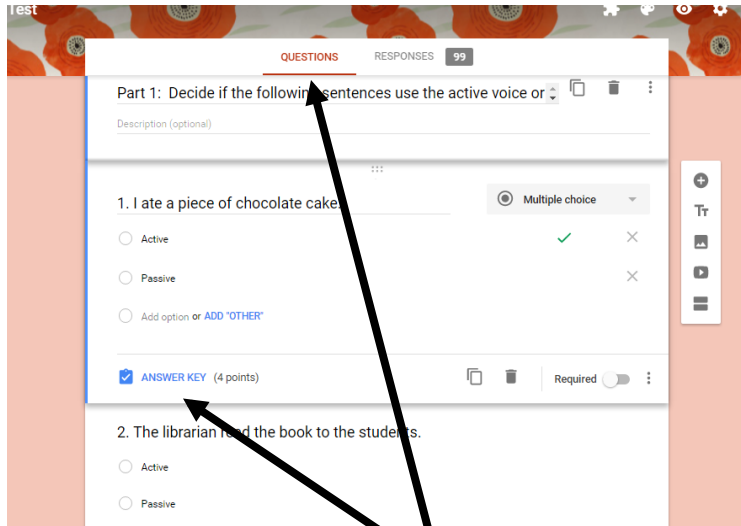 Test
QUESTIONS RESPONSES 99
Part 1: Decide if the following sentences use the active voice or
Description (optional)
1. I ate a piece of chocolate cake.
Multiple choice
Tт
Active
Passive
Add option or ADD "OTHER"
ANSWER KEY (4 points)
Required
2. The librarian read the book to the students.
Active
Passive